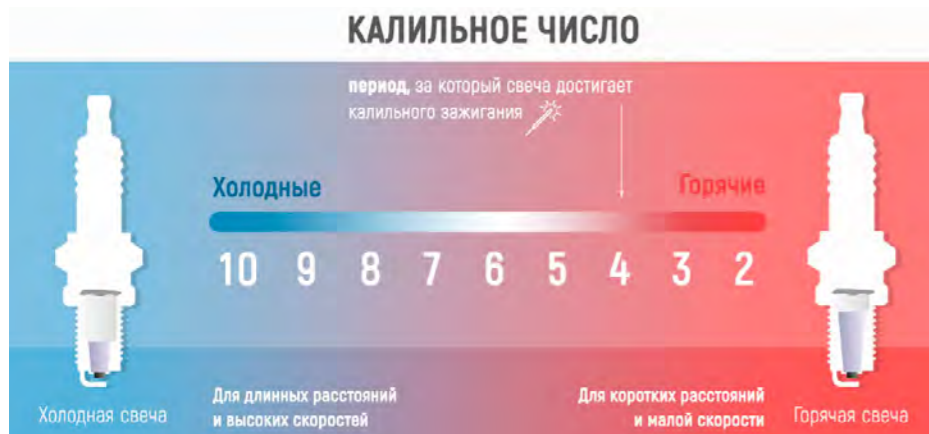 КАЛИЛЬНОЕ ЧИСЛО
период, за который свеча достигает
калильного зажигания
Холодные
Горячие
10 9 8 7 6 5 4 3 2
Для длинных расстояний
и высоких скоростей
Для коротких расстояний
и малой скорости
Холодная свеча
Горячая свеча